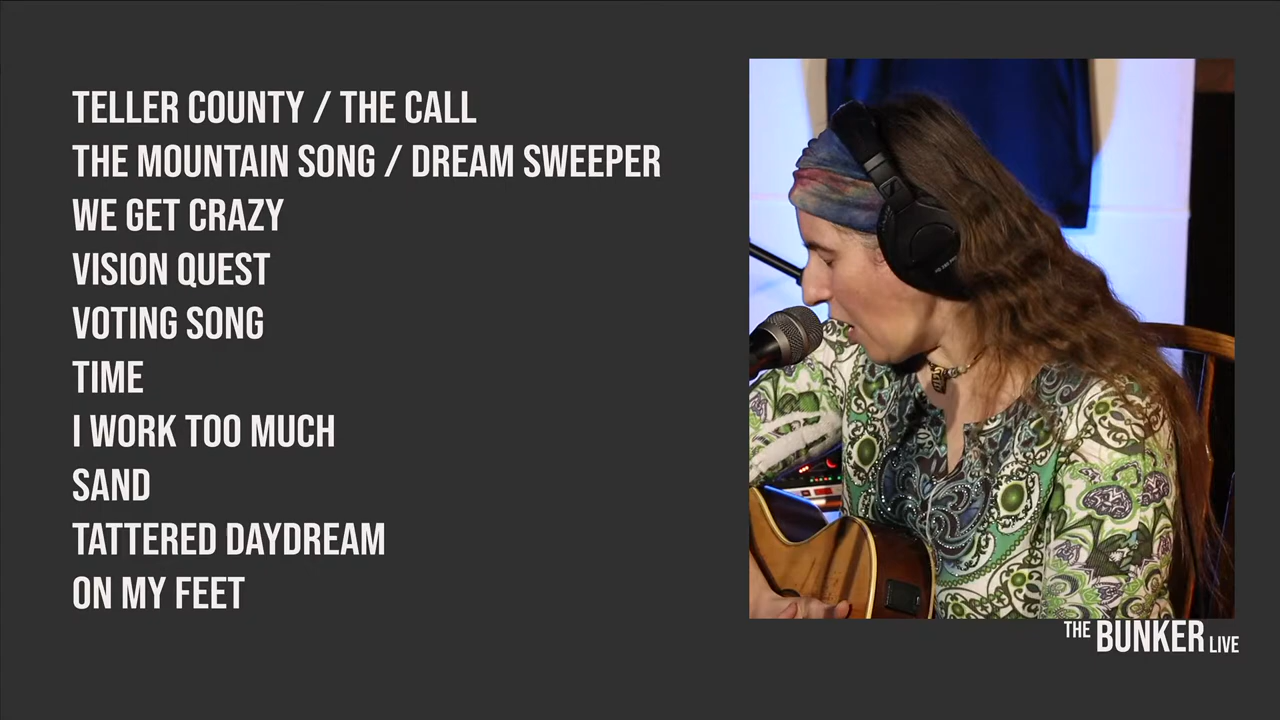 TELLER COUNTY / THE CALL
THE MOUNTAIN SONG / DREAM SWEEPER
WE GET CRAZY
VISION QUEST
VOTING SONG
TIME
I WORK TOO MUCH
SAND
TATTERED DAYDREAM
ON MY FEET
THE BUNKER LIVE